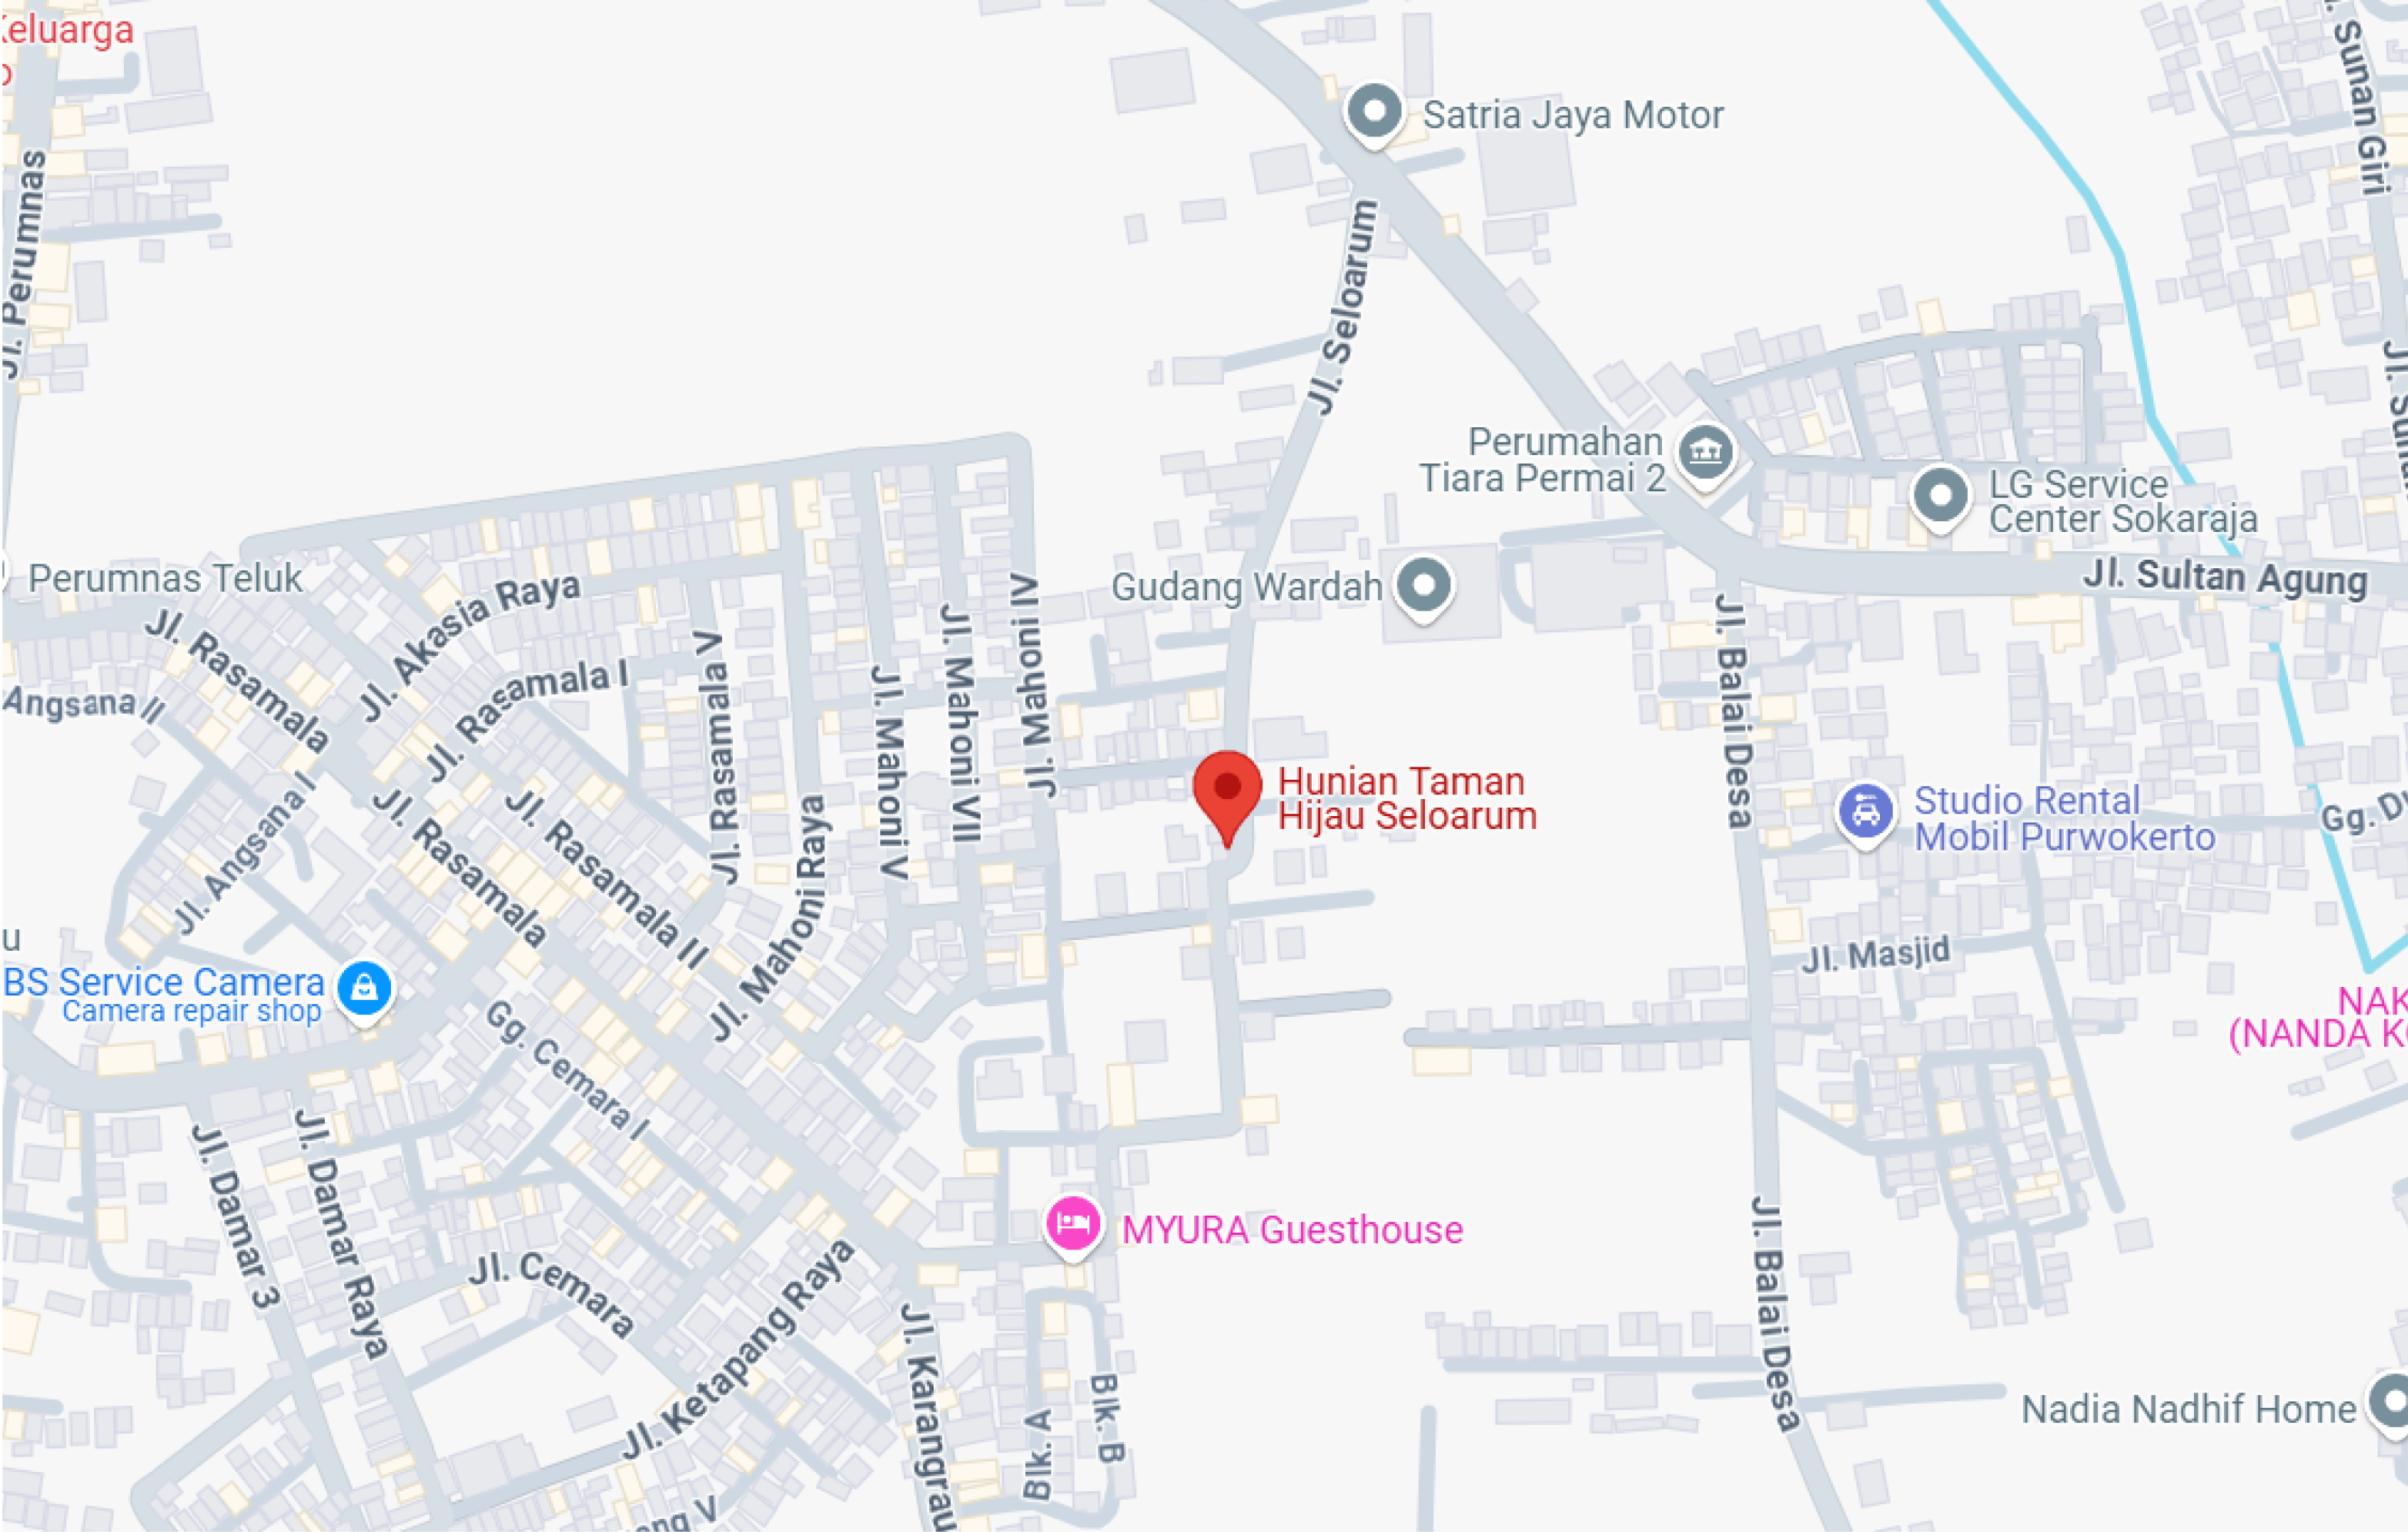 Keluarga
Jl. Perumnas
Satria Jaya Motor
Jl. Sunan Giri
Jl. Seloarum
Perumahan
Tiara Permai 2
LG Service
Center Sokaraja
Jl. Sultan Agung
Gudang Wardah
Perumnas Teluk
Jl. Rasamala
Jl. Akasia Raya
Jl. Rasamala I
Jl. Rasamala V
Jl. Mahoni V
Jl. Mahoni VII
Jl. Mahoni IV
Jl. Balai Desa
Angsana II
Jl. Angsana I
Jl. Rasamala
Jl. Rasamala II
Jl. Mahoni Raya
Hunian Taman
Hijau Seloarum
Studio Rental
Mobil Purwokerto
Gg. D
Jl. Masjid
BS Service Camera
Camera repair shop
Gg. Cemara I
NAK
(NANDA K
Jl. Damar 3
Jl. Damar Raya
Jl. Cemara
Jl. Ketapang Raya
MYURA Guesthouse
Jl. Karangrau
Blk. A
Blk. B
Jl. Balai Desa
Nadia Nadhif Home
ang V